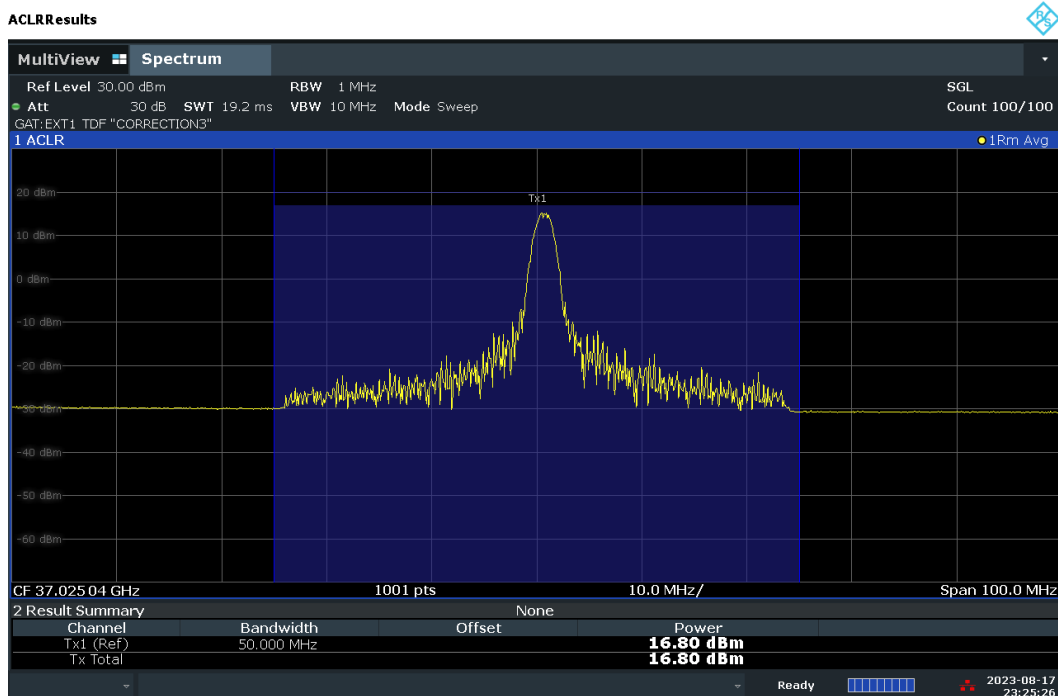 ACLRResults
R&S
MultiView Spectrum
Ref Level 30.00 dBm RBW 1 MHz SGL
Att 30 dB SWT 19.2 ms VBW 10 MHz Mode Sweep Count 100/100
GAT:EXT1 TDF "CORRECTION3"
1 ACLR 1Rm Avg
Tx1
20 dBm
10 dBm
0 dBm
-10 dBm
-20 dBm
-30 dBm
-40 dBm
-50 dBm
-60 dBm
CF 37.02504 GHz 1001 pts 10.0 MHz/ Span 100.0 MHz
2 Result Summary None
Channel Bandwidth Offset Power
Tx1 (Ref) 50.000 MHz 16.80 dBm
Tx Total 16.80 dBm
Ready 2023-08-17
23:25:26